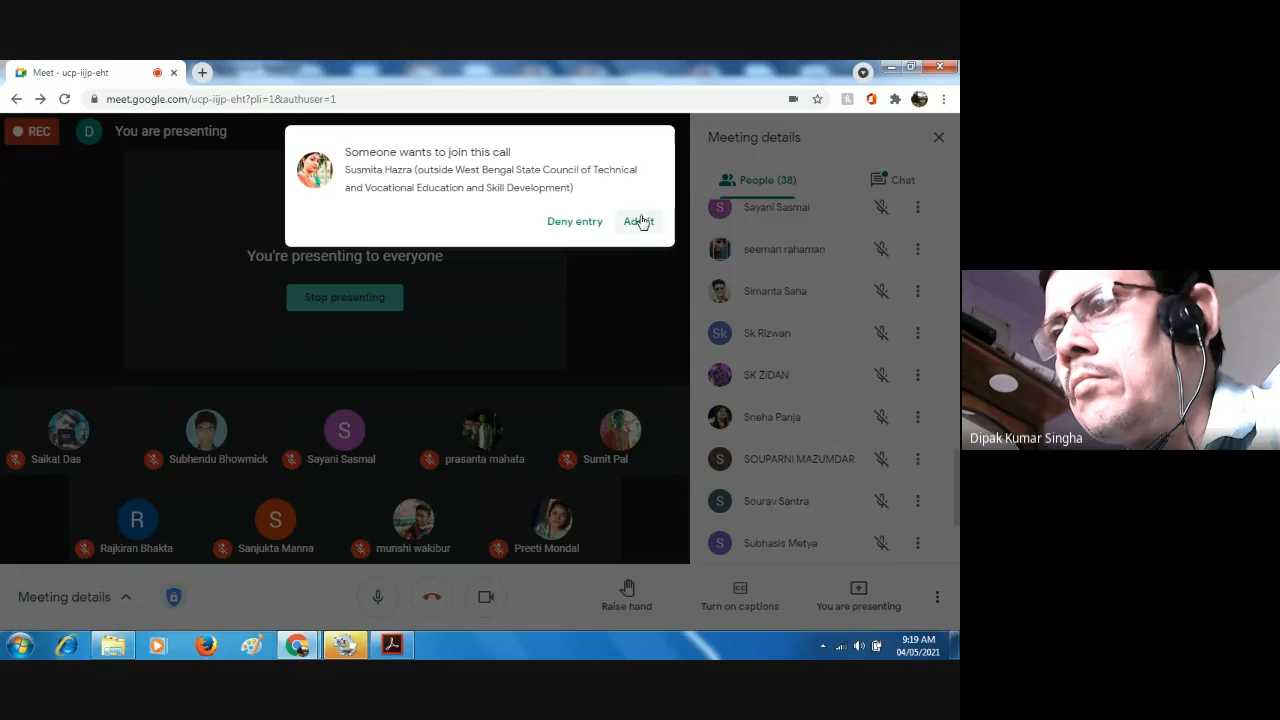 Meet - ucp-iijp-eht
meet.google.com/ucp-iijp-eht?pli=1&authuser=1
REC
D
You are presenting
Someone wants to join this call
Susmita Hazra (outside West Bengal State Council of Technical
and Vocational Education and Skill Development)
Deny entry
Admit
You're presenting to everyone
Stop presenting
Saikat Das
Subhendu Bhowmick
S
Sayani Sasmal
prasanta mahata
Sumit Pal
R
Rajkiran Bhakta
S
Sanjukta Manna
munshi wakibur
Preeti Mondal
Meeting details
People (38)
Chat
S
Sayani Sasmal
seeman rahaman
Simanta Saha
Sk
Sk Rizwan
SK ZIDAN
Sneha Panja
S
SOUPARNI MAZUMDAR
S
Sourav Santra
S
Subhasis Metya
Dipak Kumar Singha
Meeting details
Raise hand
CC
Turn on captions
You are presenting
9:19 AM
04/05/2021